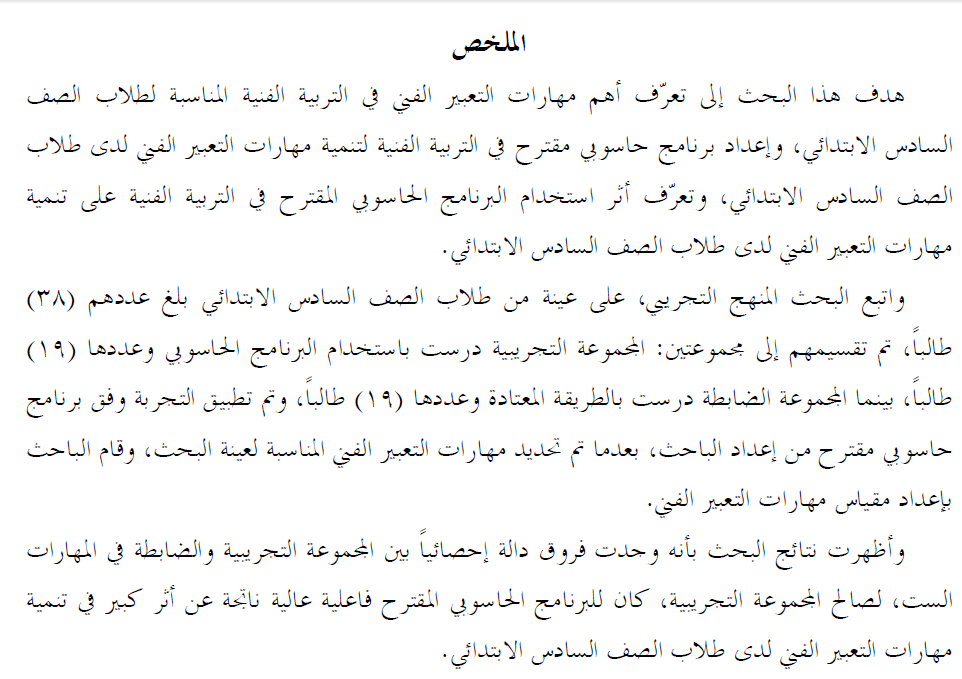 الملخص
هدف هذا البحث إلى تعرّف أهم مهارات التعبير الفني في التربية الفنية المناسبة لطلاب الصف
السادس الابتدائي، وإعداد برنامج حاسوبي مقترح في التربية الفنية لتنمية مهارات التعبير الفني لدى طلاب
الصف السادس الابتدائي، وتعرّف أثر استخدام البرنامج الحاسوبي المقترح في التربية الفنية على تنمية
مهارات التعبير الفني لدى طلاب الصف السادس الابتدائي.
واتبع البحث المنهج التجريبي، على عينة من طلاب الصف السادس الابتدائي بلغ عددهم (٣٨)
طالباً، تم تقسيمهم إلى مجموعتين: المجموعة التجريبية درست باستخدام البرنامج الحاسوبي وعددها (١٩)
طالباً، بينما المجموعة الضابطة درست بالطريقة المعتادة وعددها (١٩) طالباً، وتم تطبيق التجربة وفق برنامج
حاسوبي مقترح من إعداد الباحث، بعدما تم تحديد مهارات التعبير الفني المناسبة لعينة البحث، وقام الباحث
بإعداد مقياس مهارات التعبير الفني.
وأظهرت نتائج البحث بأنه وجدت فروق دالة إحصائياً بين المجموعة التجريبية والضابطة في المهارات
الست، لصالح المجموعة التجريبية، كان للبرنامج الحاسوبي المقترح فاعلية عالية ناتجة عن أثر كبير في تنمية
مهارات التعبير الفني لدى طلاب الصف السادس الابتدائي.